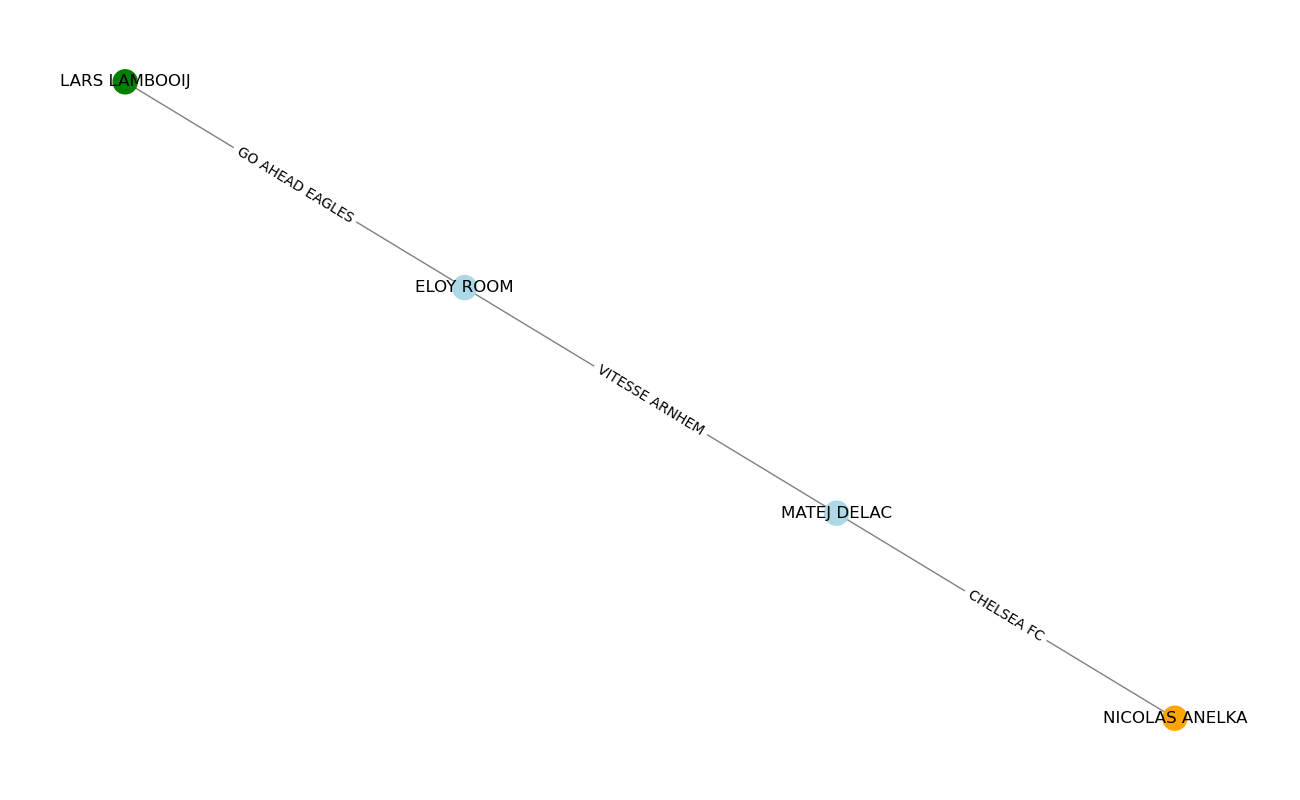 LARS LAMBOOIJ
GO AHEAD EAGLES
ELOY ROOM
VITESSE ARNHEM
MATEJ DELAC
CHELSEA FC
NICOLAS ANELKA